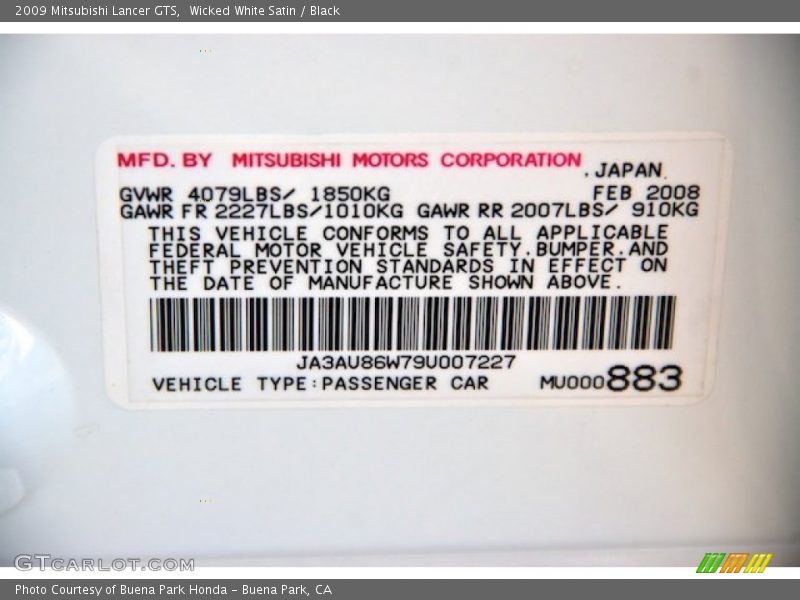 2009 Mitsubishi Lancer GTS,  Wicked White Satin / Black
MFD. BY MITSUBISHI MOTORS CORPORATION, JAPAN.
GVWR 4079LBS/ 1850KG FEB 2008
GAWR FR 2227LBS/1010KG GAWR RR 2007LBS/ 910KG
THIS VEHICLE CONFORMS TO ALL APPLICABLE
FEDERAL MOTOR VEHICLE SAFETY,BUMPER,AND
THEFT PREVENTION STANDARDS IN EFFECT ON
THE DATE OF MANUFACTURE SHOWN ABOVE.
JA3AU86W79U007227
VEHICLE TYPE:PASSENGER CAR MU000883
GTCARLOT.COM
Photo Courtesy of Buena Park Honda - Buena Park, CA